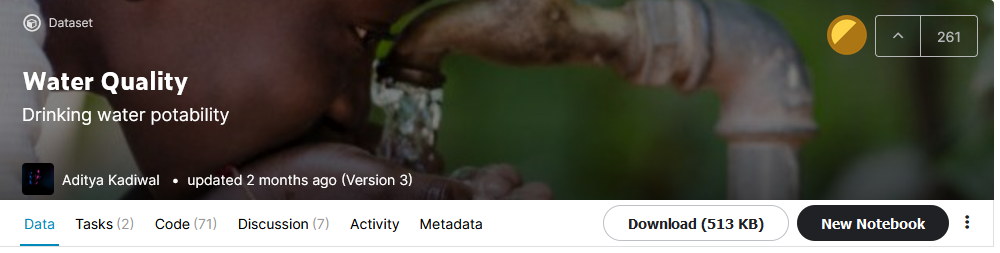 Dataset
261
Water Quality
Drinking water potability
Aditya Kadiwal • updated 2 months ago (Version 3)
Data Tasks (2) Code (71) Discussion (7) Activity Metadata Download (513 KB) New Notebook